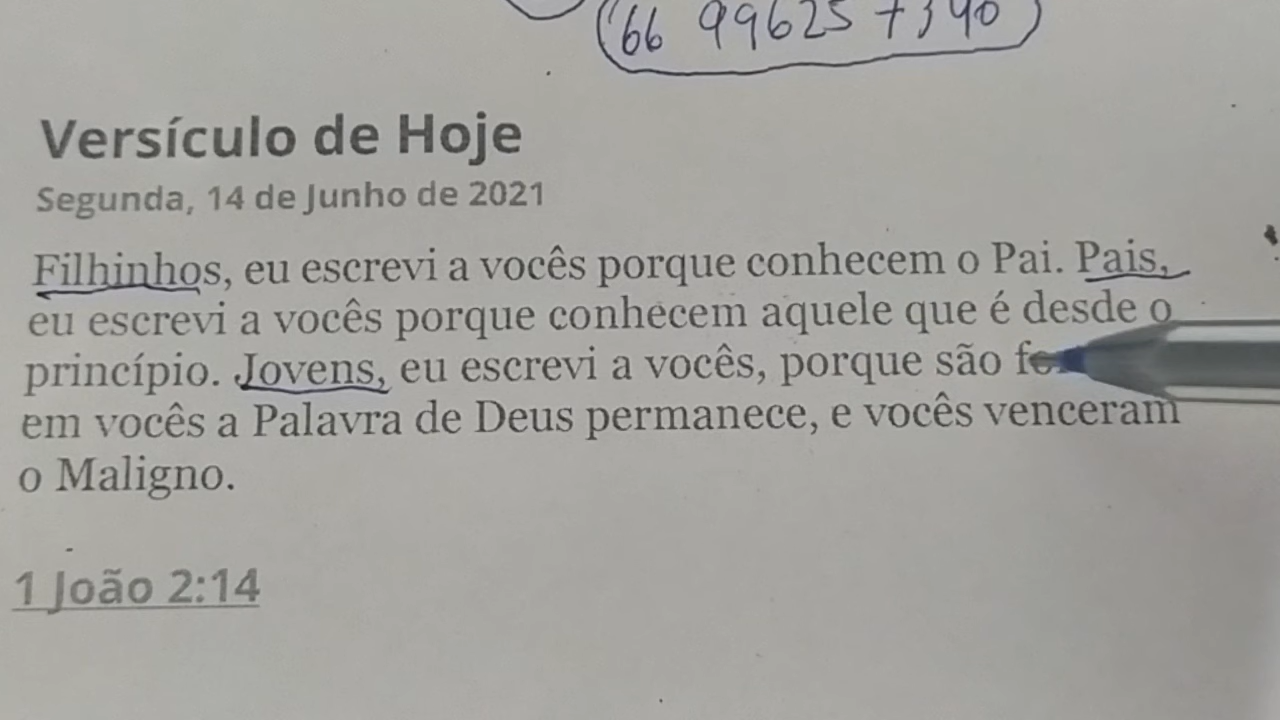 66 99625 7340
Versículo de Hoje
Segunda, 14 de Junho de 2021
Filhinhos, eu escrevi a vocês porque conhecem o Pai. Pais,
eu escrevi a vocês porque conhecem aquele que é desde o
princípio. Jovens, eu escrevi a vocês, porque são
em vocês a Palavra de Deus permanece, e vocês venceram
o Maligno.
1 João 2:14